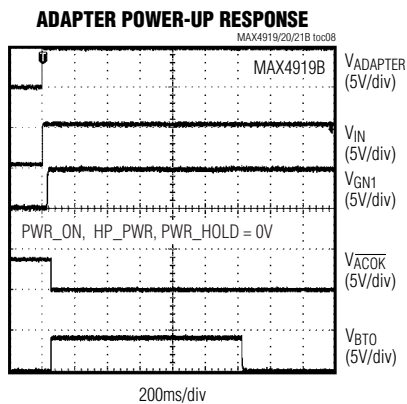 ADAPTER POWER-UP RESPONSE
MAX4919/20/21B toc08
T
MAX4919B
VADAPTER
(5V/div)
VIN
(5V/div)
VGN1
(5V/div)
PWR_ON, HP_PWR, PWR_HOLD = 0V
VACOK
(5V/div)
VBTO
(5V/div)
200ms/div